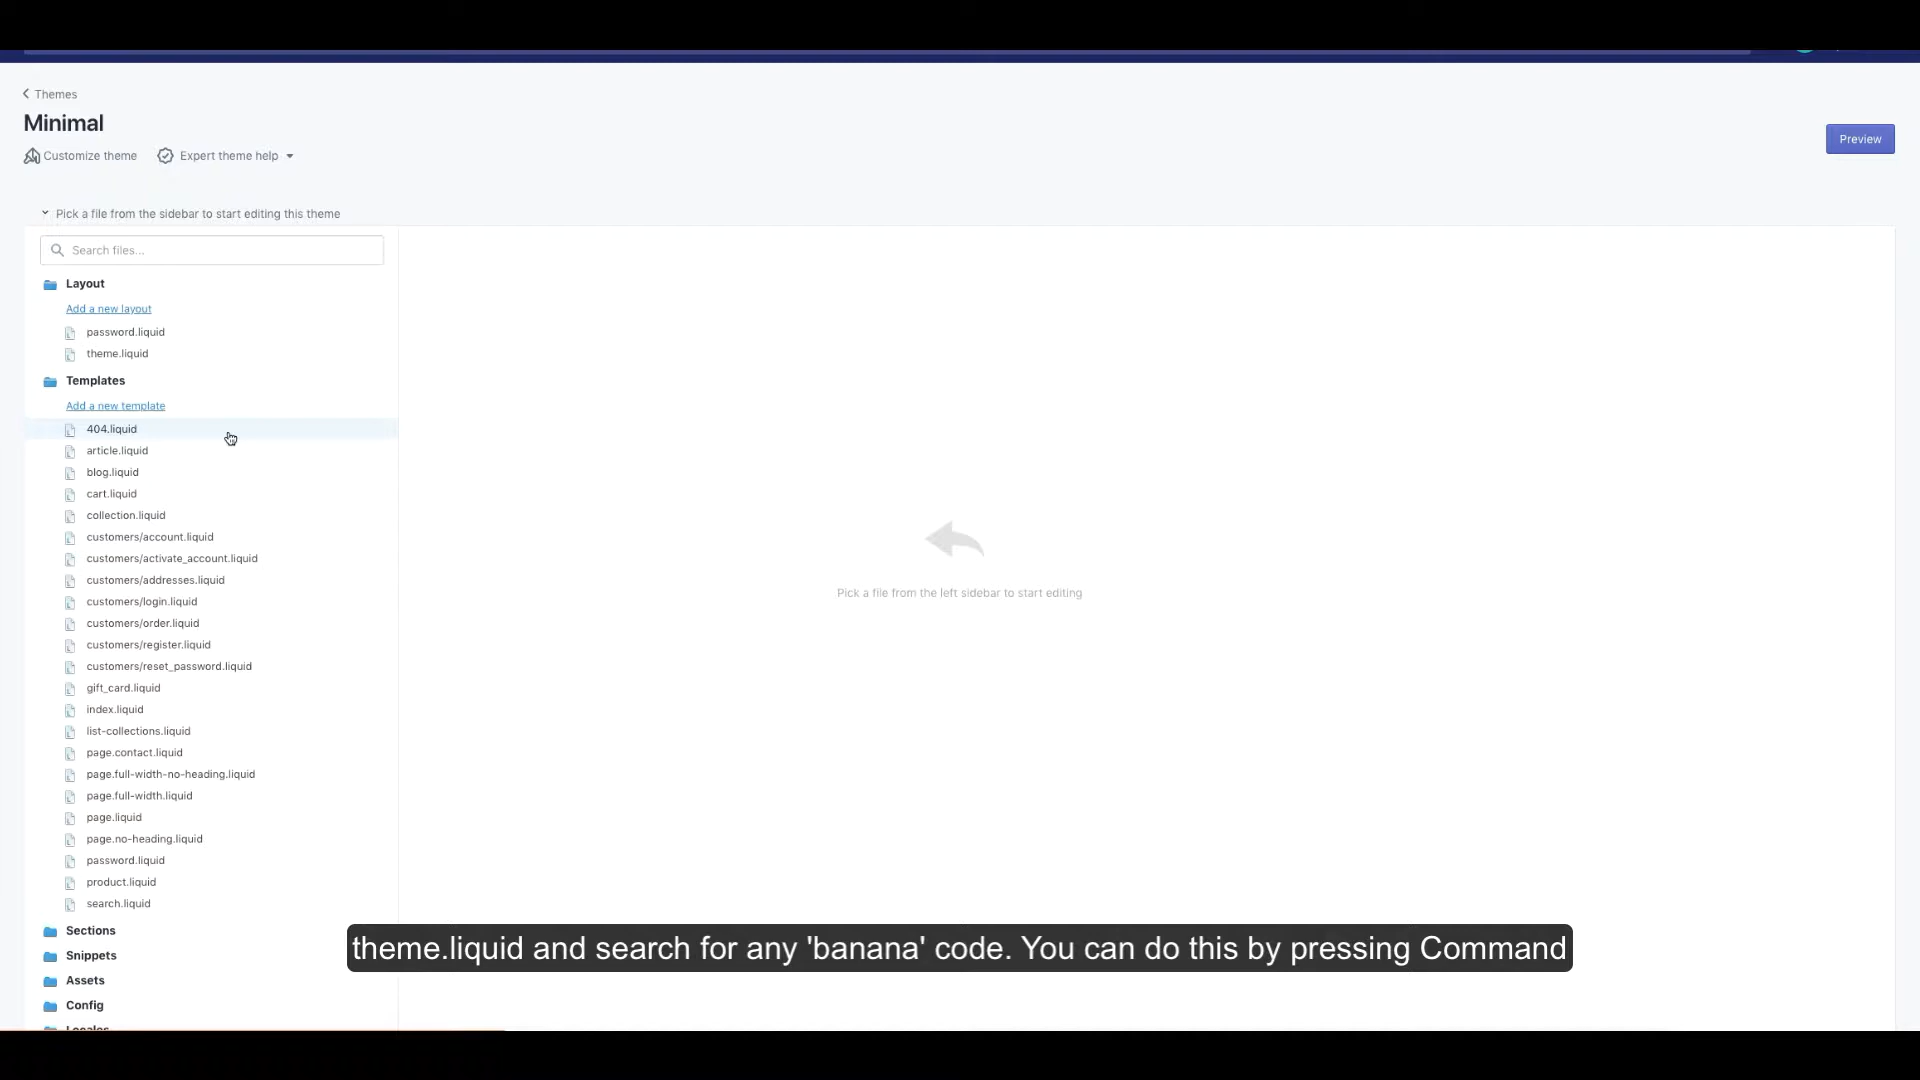 Themes
Minimal
Customize theme
Expert theme help
Preview
Pick a file from the sidebar to start editing this theme
Search files...
Layout
Add a new layout
password.liquid
theme.liquid
Templates
Add a new template
404.liquid
article.liquid
blog.liquid
cart.liquid
collection.liquid
customers/account.liquid
customers/activate_account.liquid
customers/addresses.liquid
customers/login.liquid
customers/order.liquid
customers/register.liquid
customers/reset_password.liquid
gift_card.liquid
index.liquid
list-collections.liquid
page.contact.liquid
page.full-width-no-heading.liquid
page.full-width.liquid
page.liquid
page.no-heading.liquid
password.liquid
product.liquid
search.liquid
Sections
Snippets
Assets
Config
Locales
Pick a file from the left sidebar to start editing
theme.liquid and search for any 'banana' code. You can do this by pressing Command